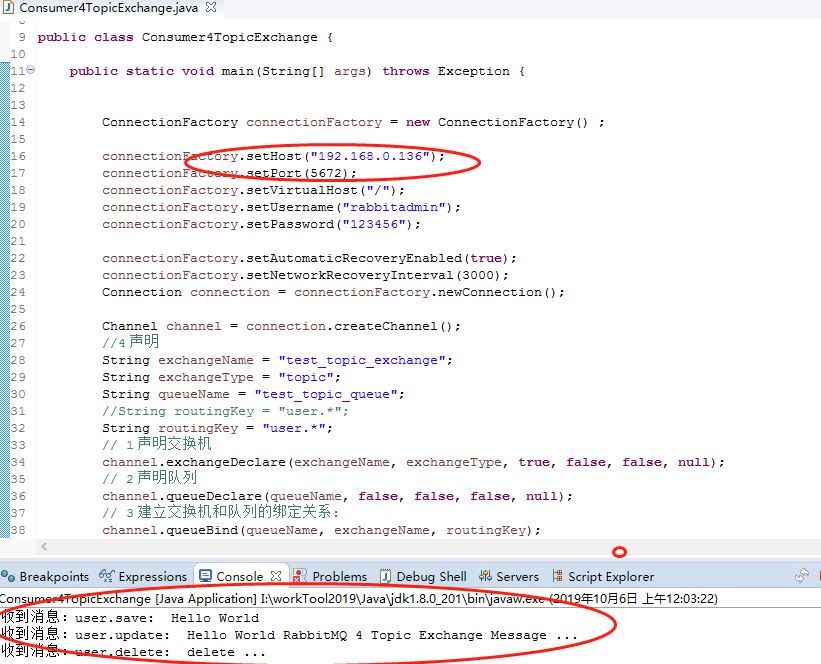 Consumer4TopicExchange.java
9 public class Consumer4TopicExchange {
10
11 public static void main(String[] args) throws Exception {
12
13
14 ConnectionFactory connectionFactory = new ConnectionFactory() ;
15
16 connectionFactory.setHost("192.168.0.136");
17 connectionFactory.setPort(5672);
18 connectionFactory.setVirtualHost("/");
19 connectionFactory.setUsername("rabbitadmin");
20 connectionFactory.setPassword("123456");
21
22 connectionFactory.setAutomaticRecoveryEnabled(true);
23 connectionFactory.setNetworkRecoveryInterval(3000);
24 Connection connection = connectionFactory.newConnection();
25
26 Channel channel = connection.createChannel();
27 //4 声明
28 String exchangeName = "test_topic_exchange";
29 String exchangeType = "topic";
30 String queueName = "test_topic_queue";
31 //String routingKey = "user.*";
32 String routingKey = "user.*";
33 // 1 声明交换机
34 channel.exchangeDeclare(exchangeName, exchangeType, true, false, false, null);
35 // 2 声明队列
36 channel.queueDeclare(queueName, false, false, false, null);
37 // 3 建立交换机和队列的绑定关系:
38 channel.queueBind(queueName, exchangeName, routingKey);
Breakpoints Expressions Console Problems Debug Shell Servers Script Explorer
Consumer4TopicExchange [Java Application] I:\workTool2019\Java\jdk1.8.0_201\bin\javaw.exe (2019年10月6日 上午12:03:22)
收到消息：user.save: Hello World
收到消息：user.update: Hello World RabbitMQ 4 Topic Exchange Message ...
收到消息：user.delete: delete ...